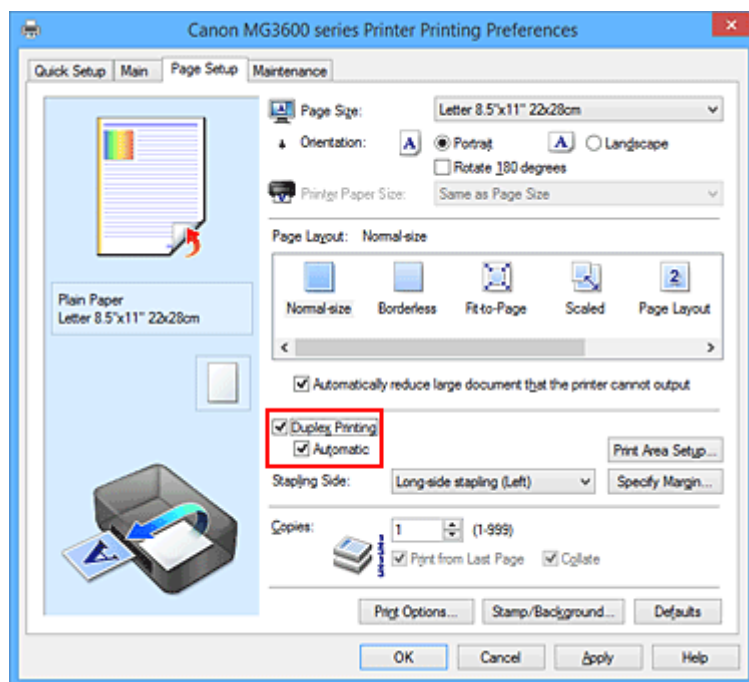 Canon MG3600 series Printer Printing Preferences
Quick Setup Main Page Setup Maintenance
Page Size: Letter 8.5"x11" 22x28cm
Orientation: A Portrait A Landscape
Rotate 180 degrees
Printer Paper Size: Same as Page Size
Page Layout: Normal-size
2
Normal-size Borderless Fit-to-Page Scaled Page Layout
Plain Paper
Letter 8.5"x11" 22x28cm
Automatically reduce large document that the printer cannot output
Duplex Printing
Automatic Print Area Setup...
Stapling Side: Long-side stapling (Left) Specify Margin...
Copies: 1 (1-999)
Print from Last Page Collate
A
Print Options... Stamp/Background... Defaults
OK Cancel Apply Help